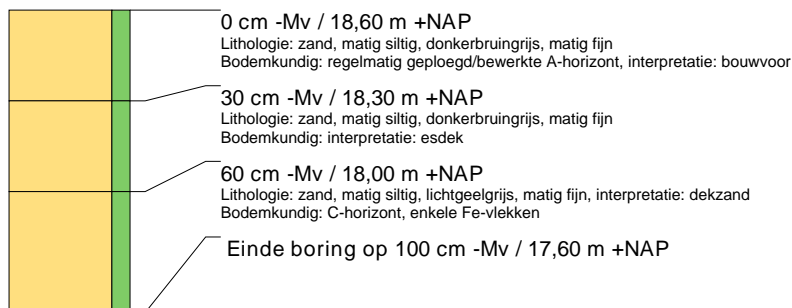 0 cm -Mv / 18,60 m +NAP
Lithologie: zand, matig siltig, donkerbruingrijs, matig fijn
Bodemkundig: regelmatig geploegd/bewerkte A-horizont, interpretatie: bouwvoor
30 cm -Mv / 18,30 m +NAP
Lithologie: zand, matig siltig, donkerbruingrijs, matig fijn
Bodemkundig: interpretatie: esdek
60 cm -Mv / 18,00 m +NAP
Lithologie: zand, matig siltig, lichtgeelgrijs, matig fijn, interpretatie: dekzand
Bodemkundig: C-horizont, enkele Fe-vlekken
Einde boring op 100 cm -Mv / 17,60 m +NAP